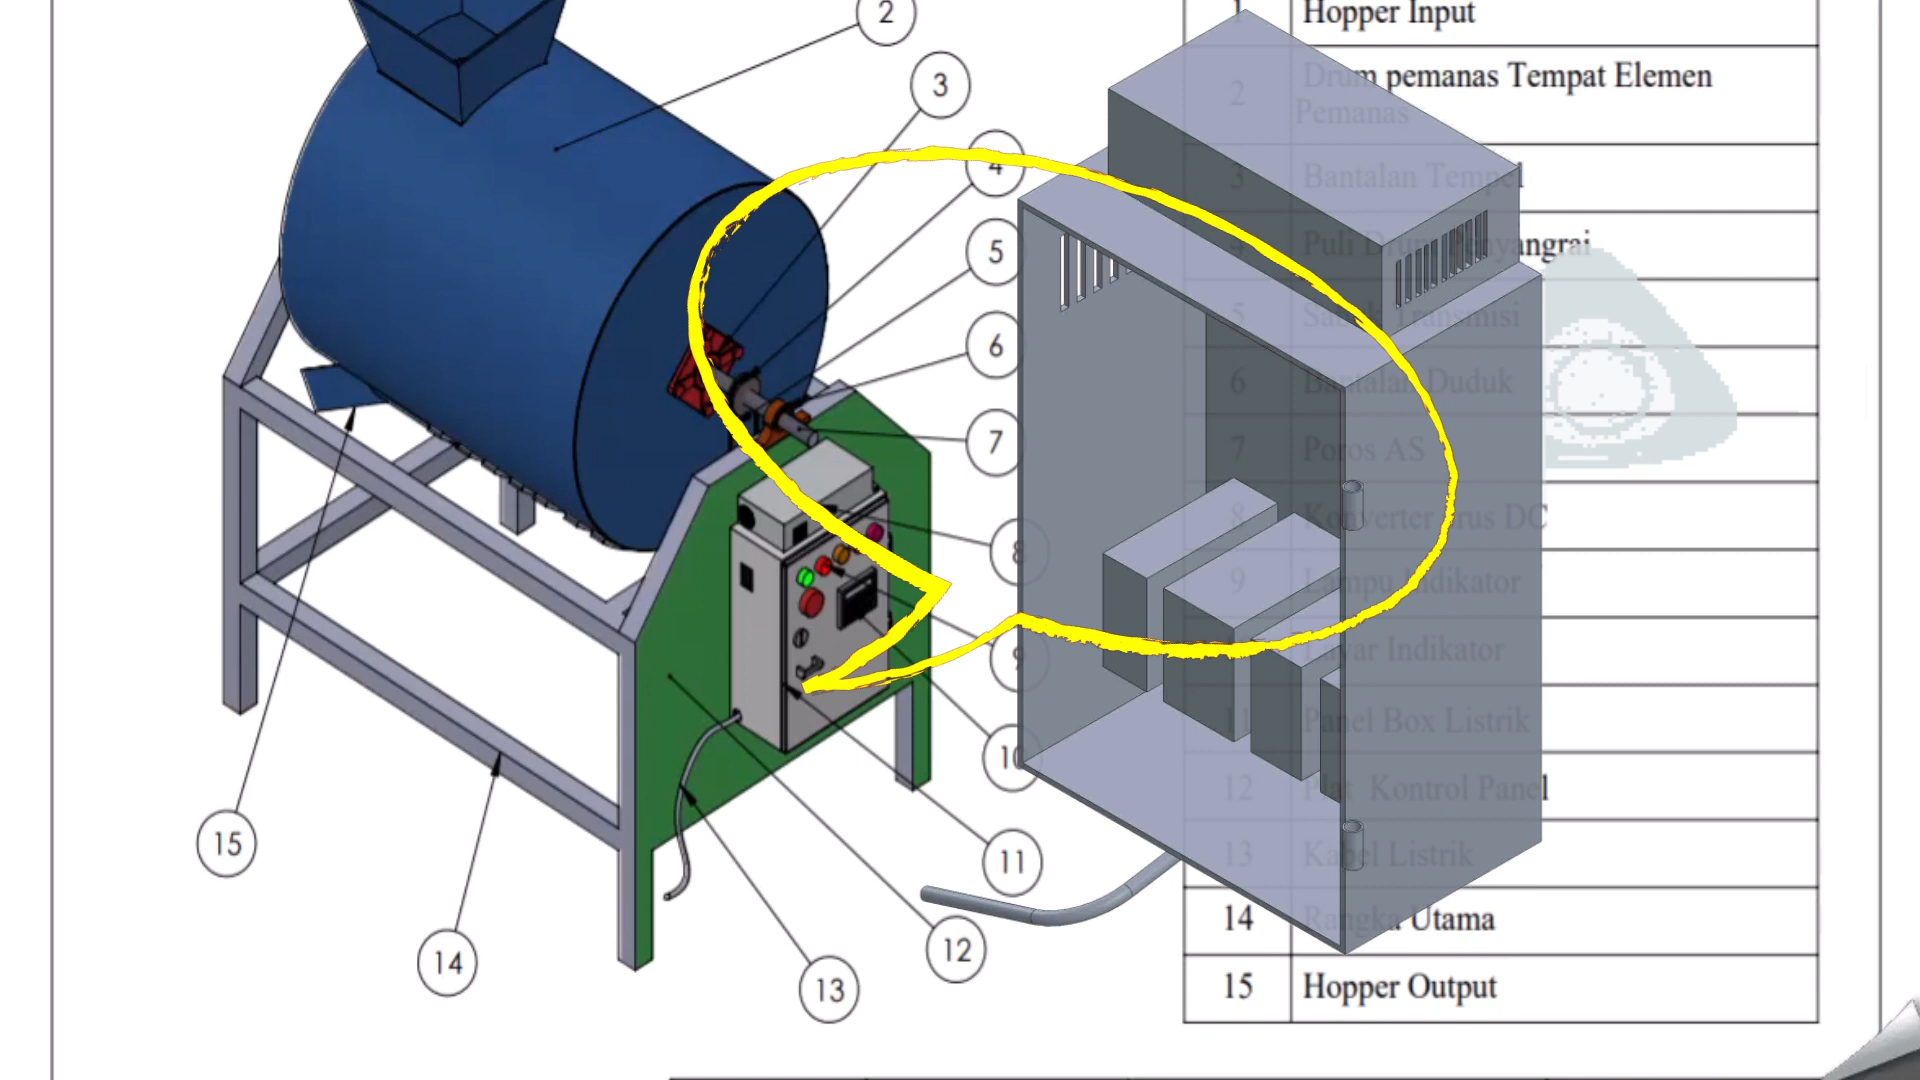 2
3
4
5
6
7
8
9
10
11
12
13
14
15
1 Hopper Input
2 Drum pemanas Tempat Elemen
Pemanas
3 Bantalan Tempel
4 Puli Drum Penyangrai
5 Sabuk Transmisi
6 Bantalan Duduk
7 Poros AS
8 Konverter Arus DC
9 Lampu Indikator
Layar Indikator
11 Panel Box Listrik
12 Plat Kontrol Panel
13 Kabel Listrik
14 Rangka Utama
15 Hopper Output